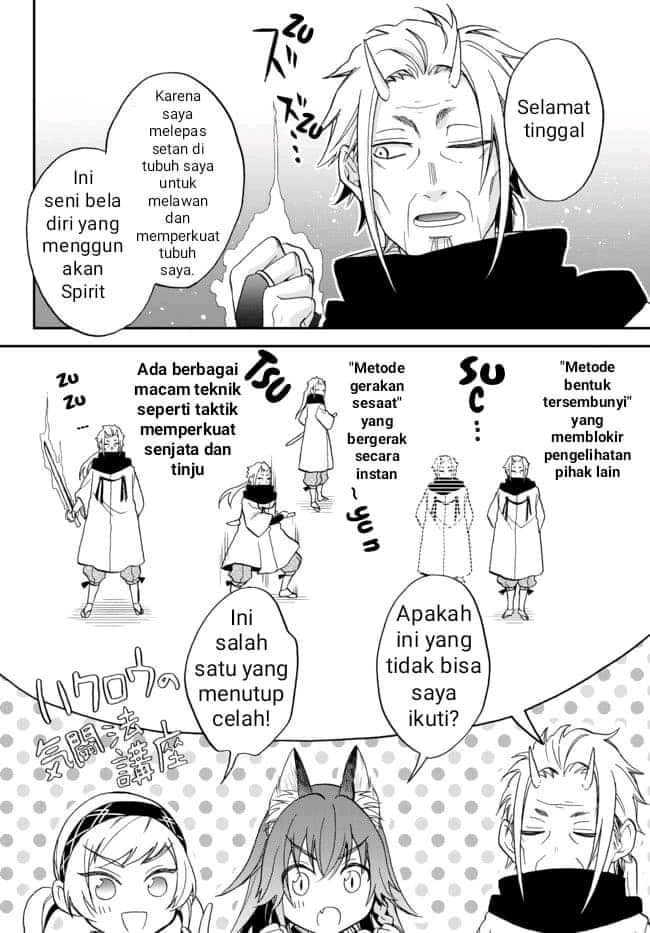 Selamat
tinggal
ズズ
ZU
ズ...
ZU
Karena
saya
melepas
setan di
tubuh saya
untuk
melawan
dan
memperkuat
tubuh
saya.
Ini
seni bela
diri yang
menggun
akan
Spirit
"Metode
bentuk
tersembunyi"
yang
memblokir
pengelihatan
pihak lain
SU
C...
"Metode
gerakan
sesaat"
yang
bergerak
secara
instan
~yun
TSU
Ada berbagai
macam teknik
seperti taktik
memperkuat
senjata dan
tinju
ZU
ZU
...
Apakah
ini yang
tidak bisa
saya
ikuti?
Ini
salah
satu yang
menutup
celah!
ハクロウの
気闘法
講座